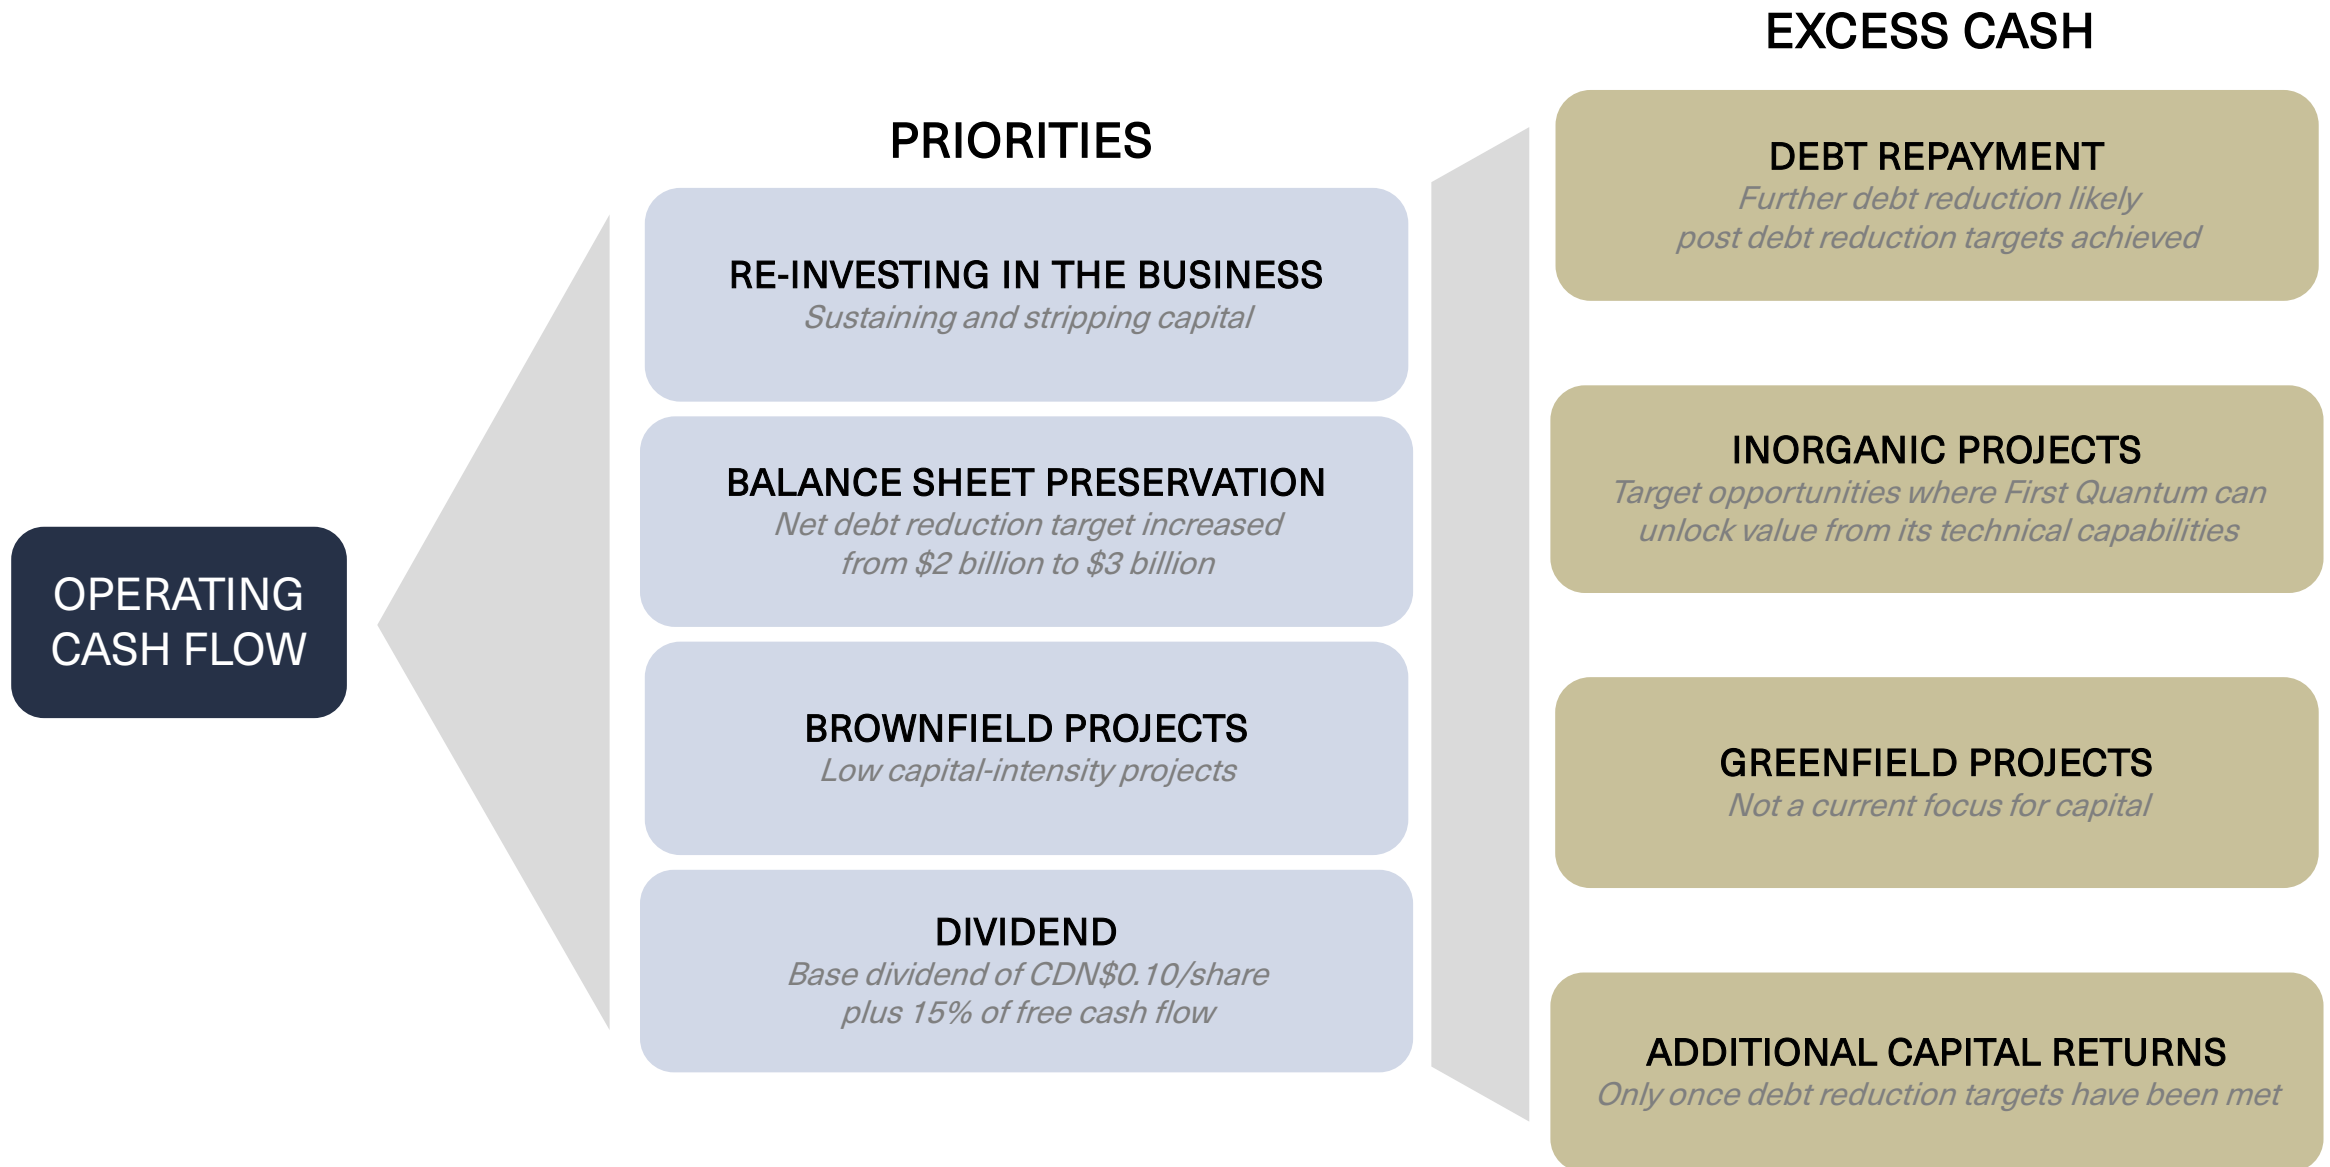 OPERATING
CASH FLOW
PRIORITIES
RE-INVESTING IN THE BUSINESS
Sustaining and stripping capital
BALANCE SHEET PRESERVATION
Net debt reduction target increased
from $2 billion to $3 billion
BROWNFIELD PROJECTS
Low capital-intensity projects
DIVIDEND
Base dividend of CDN$0.10/share
plus 15% of free cash flow
EXCESS CASH
DEBT REPAYMENT
Further debt reduction likely
post debt reduction targets achieved
INORGANIC PROJECTS
Target opportunities where First Quantum can
unlock value from its technical capabilities
GREENFIELD PROJECTS
Not a current focus for capital
ADDITIONAL CAPITAL RETURNS
Only once debt reduction targets have been met